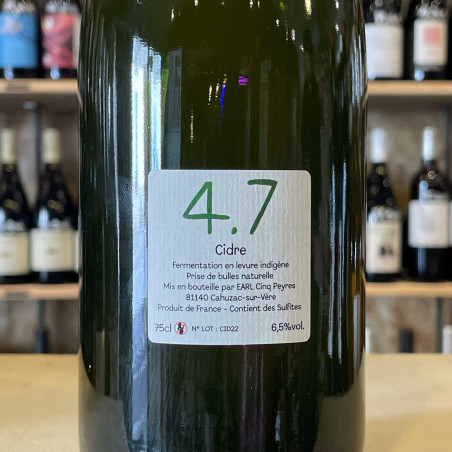 4.7
Cidre
Fermentation en levure indigène
Prise de bulles naturelle
Mis en bouteille par EARL Cinq Peyres
81140 Cahuzac-sur-Vère
Produit de France - Contient des Sulfites
75cl N° LOT : CID22 6,5%vol.